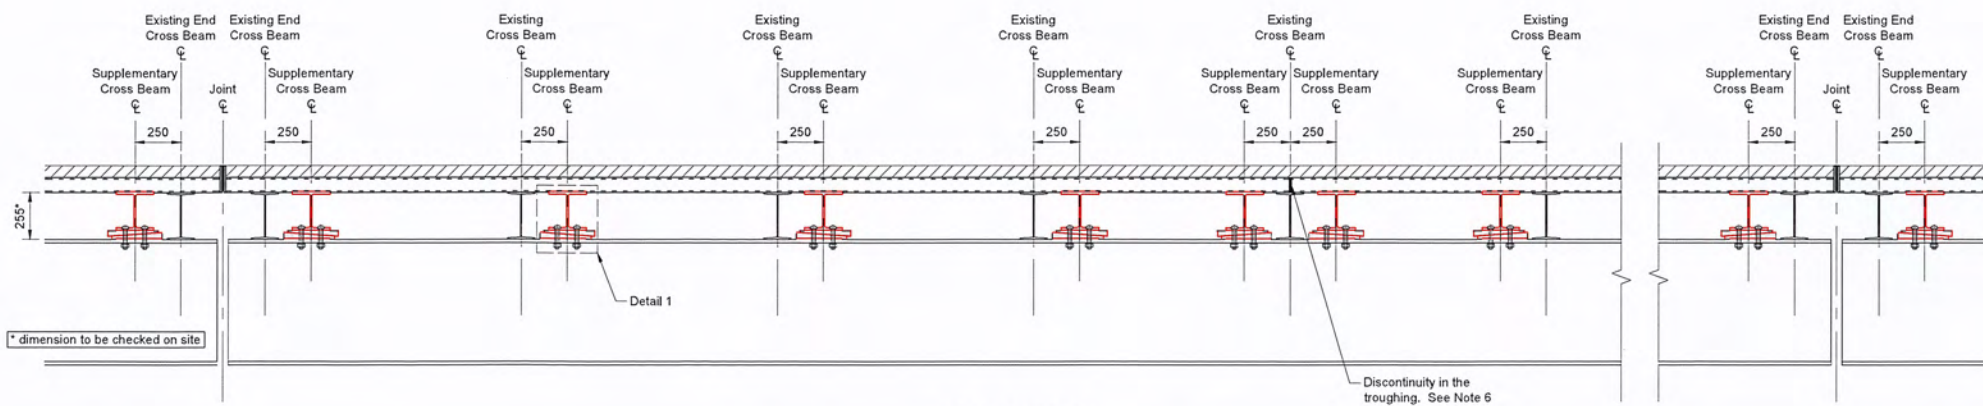 Existing End
Cross Beam
℄
Existing End
Cross Beam
℄
Existing
Cross Beam
℄
Existing
Cross Beam
℄
Existing
Cross Beam
℄
Existing
Cross Beam
℄
Existing
Cross Beam
℄
Existing End
Cross Beam
℄
Existing End
Cross Beam
℄
Supplementary
Cross Beam
℄
Joint
℄
Supplementary
Cross Beam
℄
Supplementary
Cross Beam
℄
Supplementary
Cross Beam
℄
Supplementary
Cross Beam
℄
Supplementary
Cross Beam
℄
Supplementary
Cross Beam
℄
Supplementary
Cross Beam
℄
Supplementary
Cross Beam
℄
Joint
℄
Supplementary
Cross Beam
℄
250
250
250
250
250
250
250
250
250
250
255*
Detail 1
* dimension to be checked on site
Discontinuity in the
troughing. See Note 6